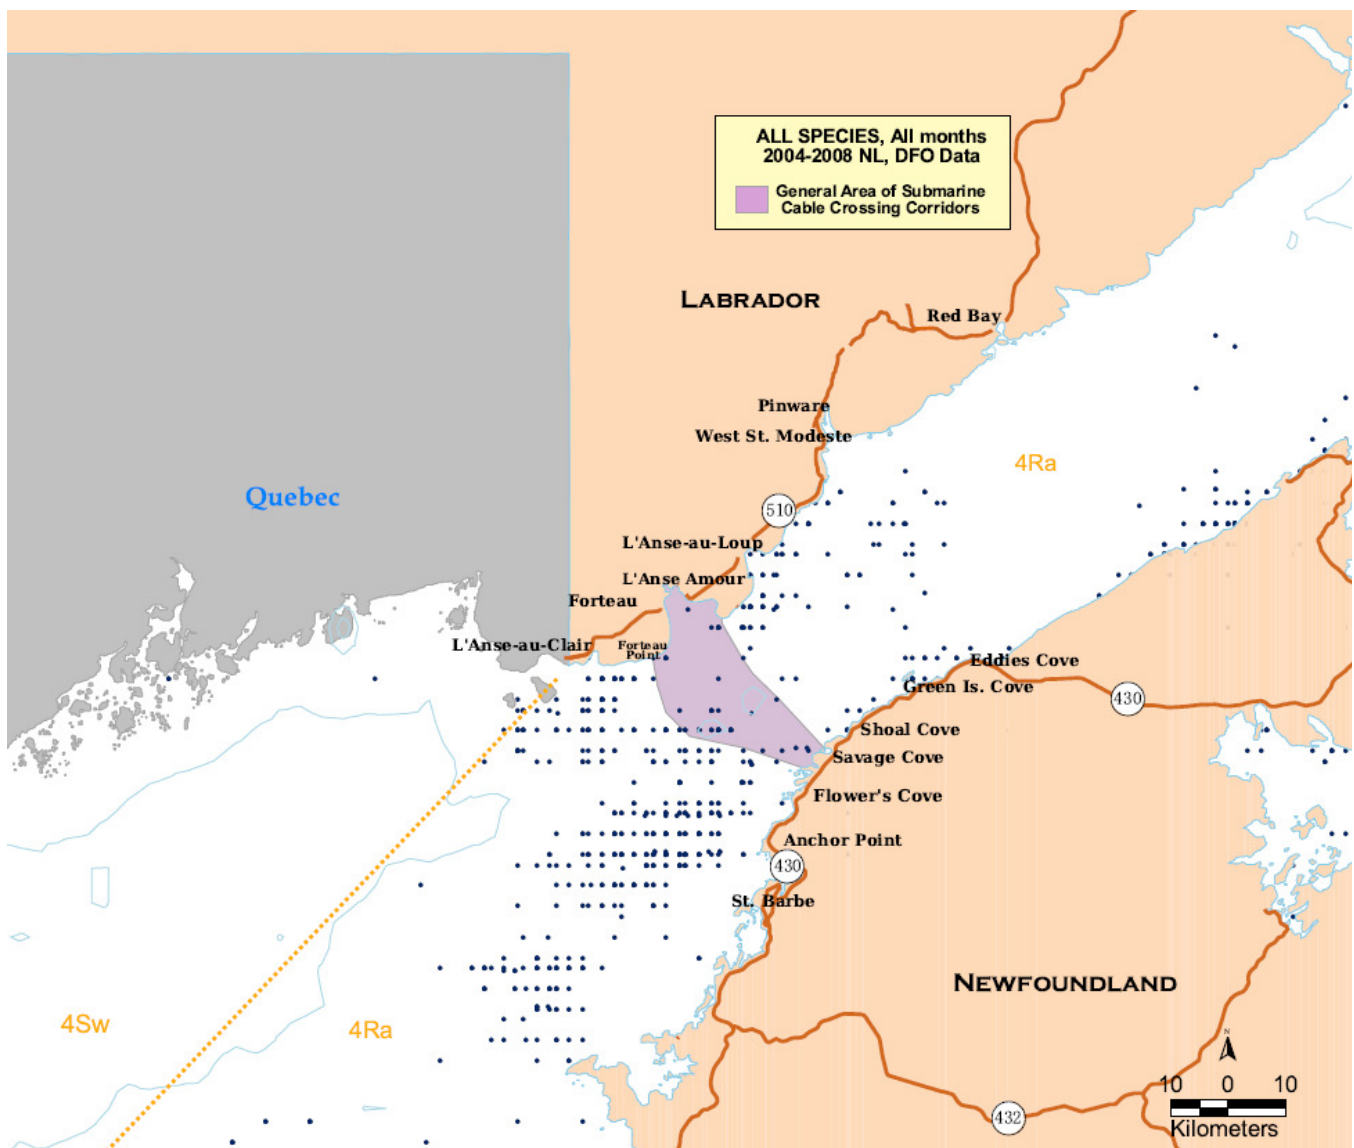 ALL SPECIES, All months
2004-2008 NL, DFO Data
General Area of Submarine
Cable Crossing Corridors
LABRADOR
Red Bay
Pinware
West St. Modeste
4Ra
Quebec
510
L'Anse-au-Loup
L'Anse Amour
Forteau
L'Anse-au-Clair
Forteau
Point
Eddies Cove
Green Is. Cove
430
Shoal Cove
Savage Cove
Flower's Cove
Anchor Point
430
St. Barbe
NEWFOUNDLAND
4Sw
4Ra
N
10 0 10
Kilometers
432